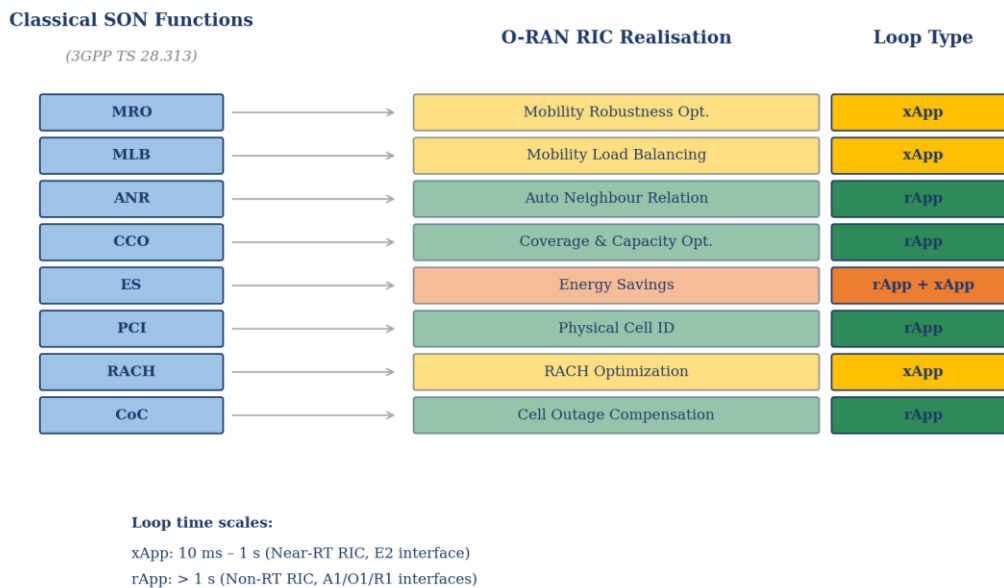 Classical SON Functions
(3GPP TS 28.313)
O-RAN RIC Realisation
Loop Type
MRO
Mobility Robustness Opt.
xApp
MLB
Mobility Load Balancing
xApp
ANR
Auto Neighbour Relation
rApp
CCO
Coverage & Capacity Opt.
rApp
ES
Energy Savings
rApp + xApp
PCI
Physical Cell ID
rApp
RACH
RACH Optimization
xApp
CoC
Cell Outage Compensation
rApp
Loop time scales:
xApp: 10 ms – 1 s (Near-RT RIC, E2 interface)
rApp: > 1 s (Non-RT RIC, A1/O1/R1 interfaces)